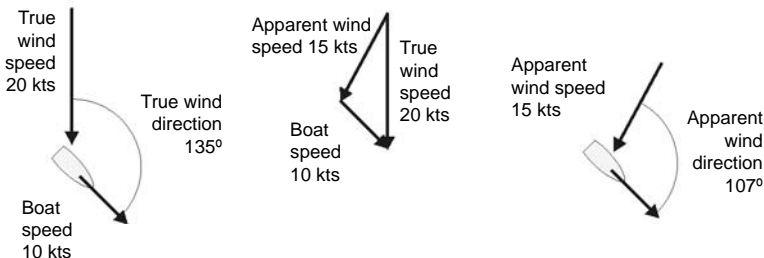 True
wind
speed
20 kts
True wind
direction
135º
Boat
speed
10 kts
Apparent wind
speed 15 kts
True
wind
speed
20 kts
Boat
speed
10 kts
Apparent
wind speed
15 kts
Apparent
wind
direction
107º